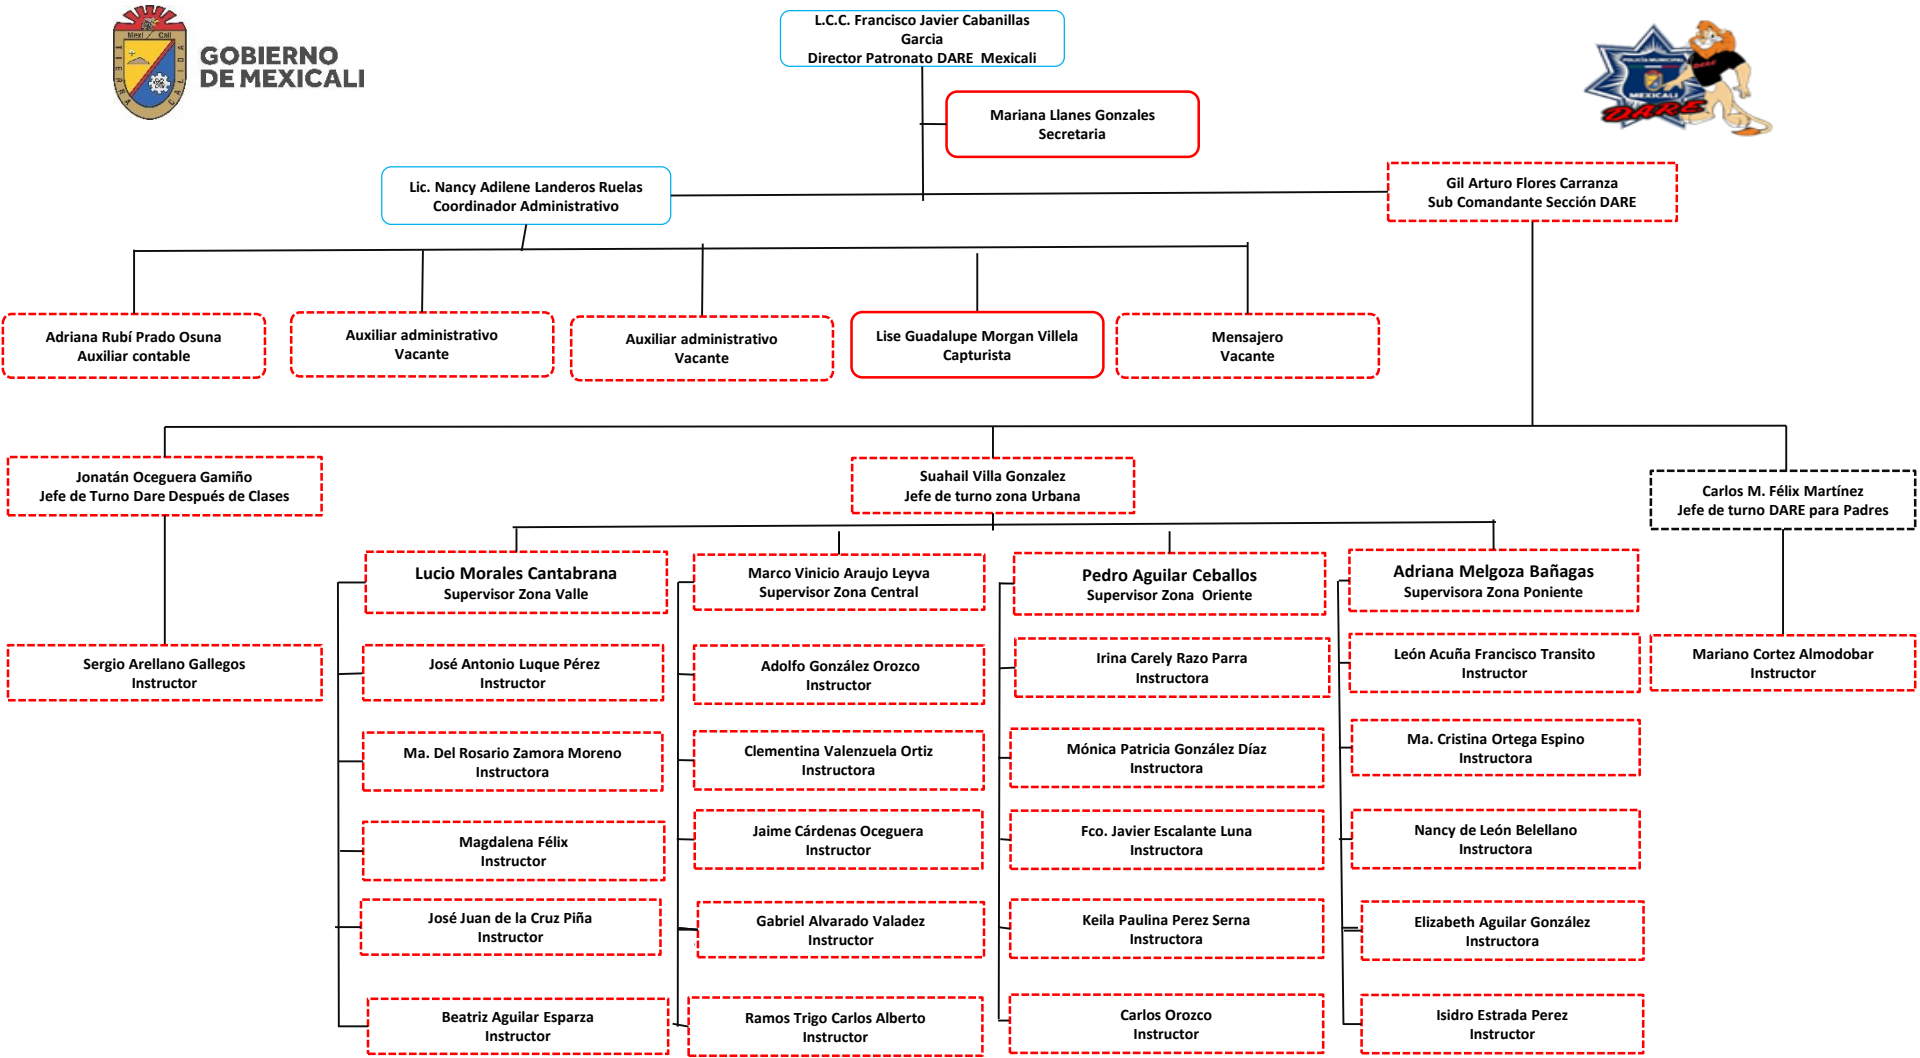 Mexi Cali
TIERRA CALIDA
GOBIERNO
DE MEXICALI
L.C.C. Francisco Javier Cabanillas
Garcia
Director Patronato DARE Mexicali
POLICIA MUNICIPAL
MEXICALI
DARE
DARE
Mariana Llanes Gonzales
Secretaria
Lic. Nancy Adilene Landeros Ruelas
Coordinador Administrativo
Gil Arturo Flores Carranza
Sub Comandante Sección DARE
Adriana Rubí Prado Osuna
Auxiliar contable
Auxiliar administrativo
Vacante
Auxiliar administrativo
Vacante
Lise Guadalupe Morgan Villela
Capturista
Mensajero
Vacante
Jonatán Oceguera Gamiño
Jefe de Turno Dare Después de Clases
Suahail Villa Gonzalez
Jefe de turno zona Urbana
Carlos M. Félix Martínez
Jefe de turno DARE para Padres
Lucio Morales Cantabrana
Supervisor Zona Valle
Marco Vinicio Araujo Leyva
Supervisor Zona Central
Pedro Aguilar Ceballos
Supervisor Zona Oriente
Adriana Melgoza Bañagas
Supervisora Zona Poniente
Sergio Arellano Gallegos
Instructor
José Antonio Luque Pérez
Instructor
Adolfo González Orozco
Instructor
Irina Carely Razo Parra
Instructora
León Acuña Francisco Transito
Instructor
Mariano Cortez Almodobar
Instructor
Ma. Del Rosario Zamora Moreno
Instructora
Clementina Valenzuela Ortiz
Instructora
Mónica Patricia González Díaz
Instructora
Ma. Cristina Ortega Espino
Instructora
Magdalena Félix
Instructor
Jaime Cárdenas Oceguera
Instructor
Fco. Javier Escalante Luna
Instructora
Nancy de León Belellano
Instructora
José Juan de la Cruz Piña
Instructor
Gabriel Alvarado Valadez
Instructor
Keila Paulina Perez Serna
Instructora
Elizabeth Aguilar González
Instructora
Beatriz Aguilar Esparza
Instructor
Ramos Trigo Carlos Alberto
Instructor
Carlos Orozco
Instructor
Isidro Estrada Perez
Instructor